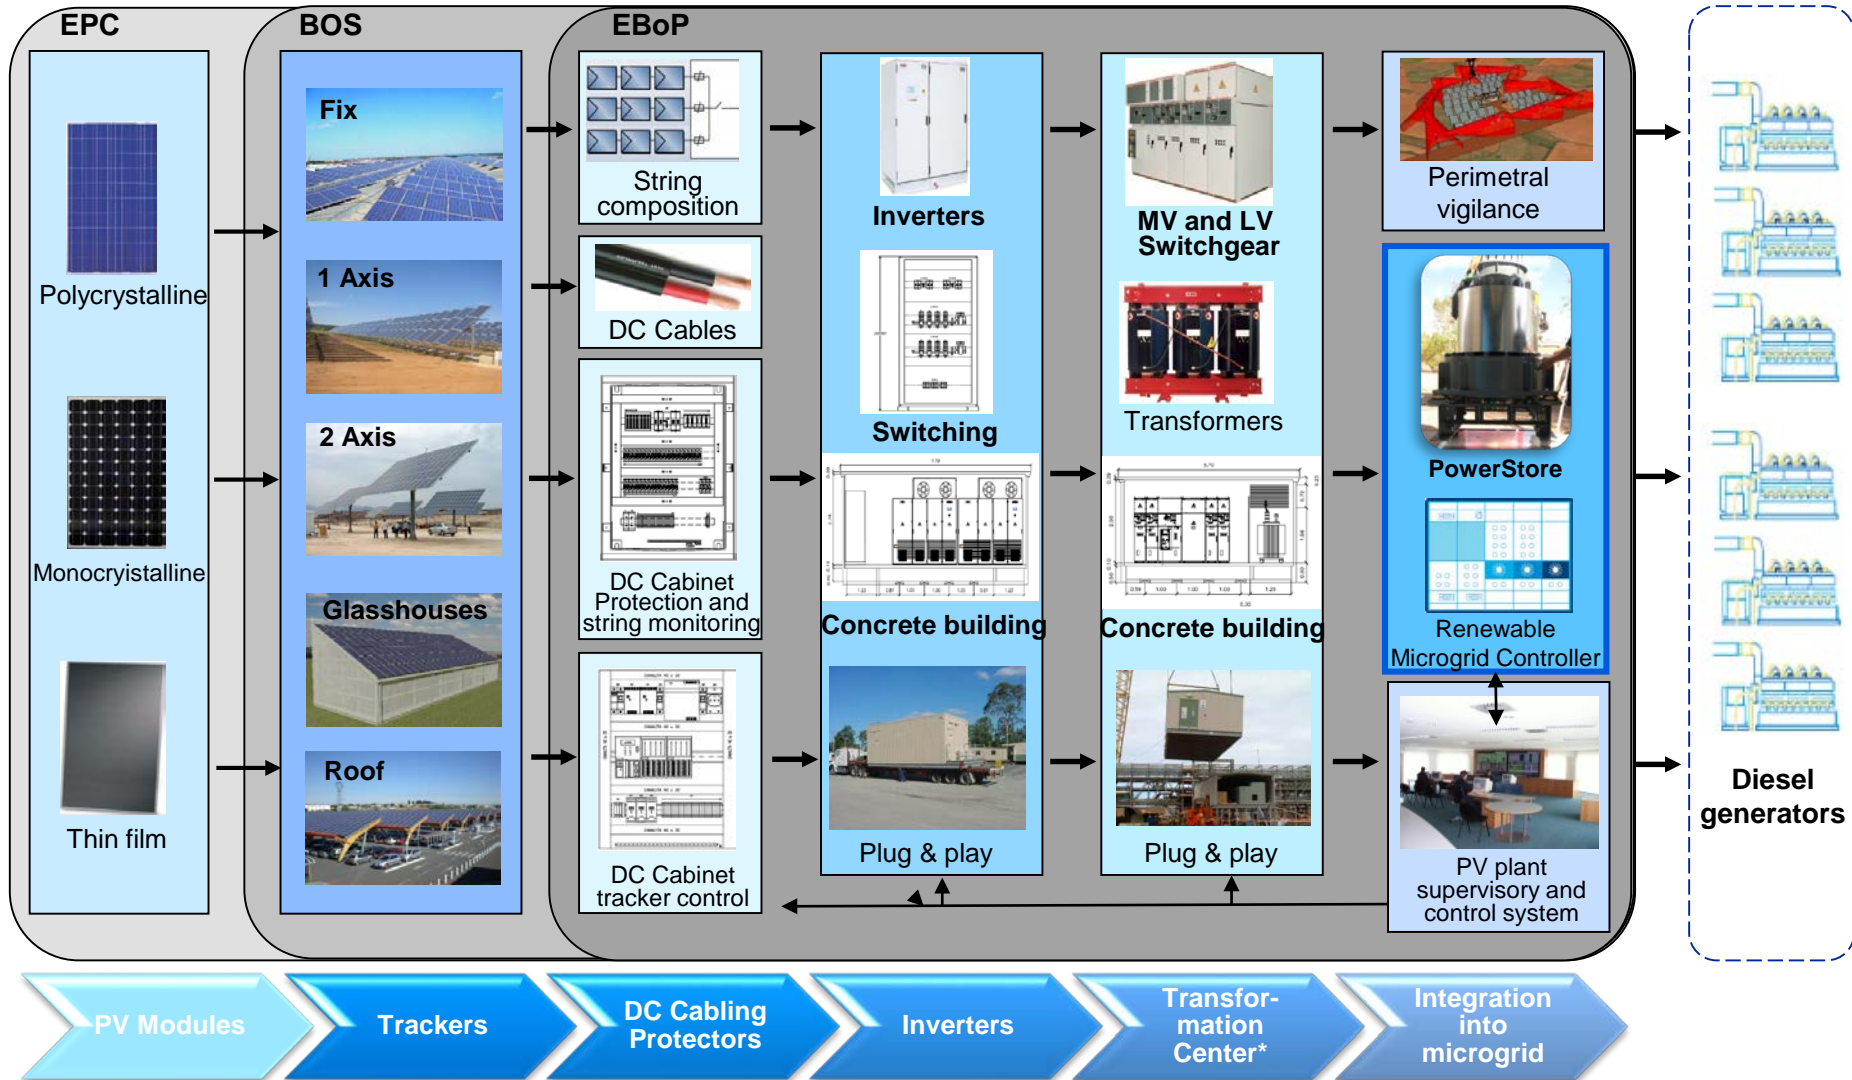 EPC
BOS
EBoP
Polycrystalline
Monocryistalline
Thin film
Fix
1 Axis
2 Axis
Glasshouses
Roof
String
composition
DC Cables
DC Cabinet
Protection and
string monitoring
DC Cabinet
tracker control
Inverters
Switching
Concrete building
Plug & play
MV and LV
Switchgear
Transformers
Concrete building
Plug & play
Perimetral
vigilance
PowerStore
Renewable
Microgrid Controller
PV plant
supervisory and
control system
Diesel
generators
PV Modules
Trackers
DC Cabling
Protectors
Inverters
Transfor-
mation
Center*
Integration
into
microgrid